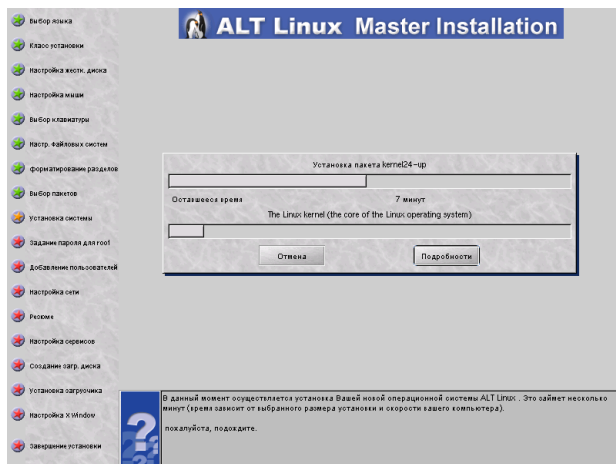 ALT Linux Master Installation
Выбор языка
Класс установки
Настройка жестк. диска
Настройка мыши
Выбор клавиатуры
Настр. файловых систем
форматирование разделов
Выбор пакетов
Установка системы
Задание пароля для root
Добавление пользователей
Настройка сети
Резюме
Настройка сервисов
Создание загр. диска
Установка загрузчика
Настройка X Window
Завершение установки
Установка пакета kernel24-up
Оставшееся время 7 минут
The Linux kernel (the core of the Linux operating system)
Отмена Подробности
В данный момент осуществляется установка Вашей новой операционной системы ALT Linux . Это займет несколько
минут (время зависит от выбранного размера установки и скорости вашего компьютера).
пожалуйста, подождите.